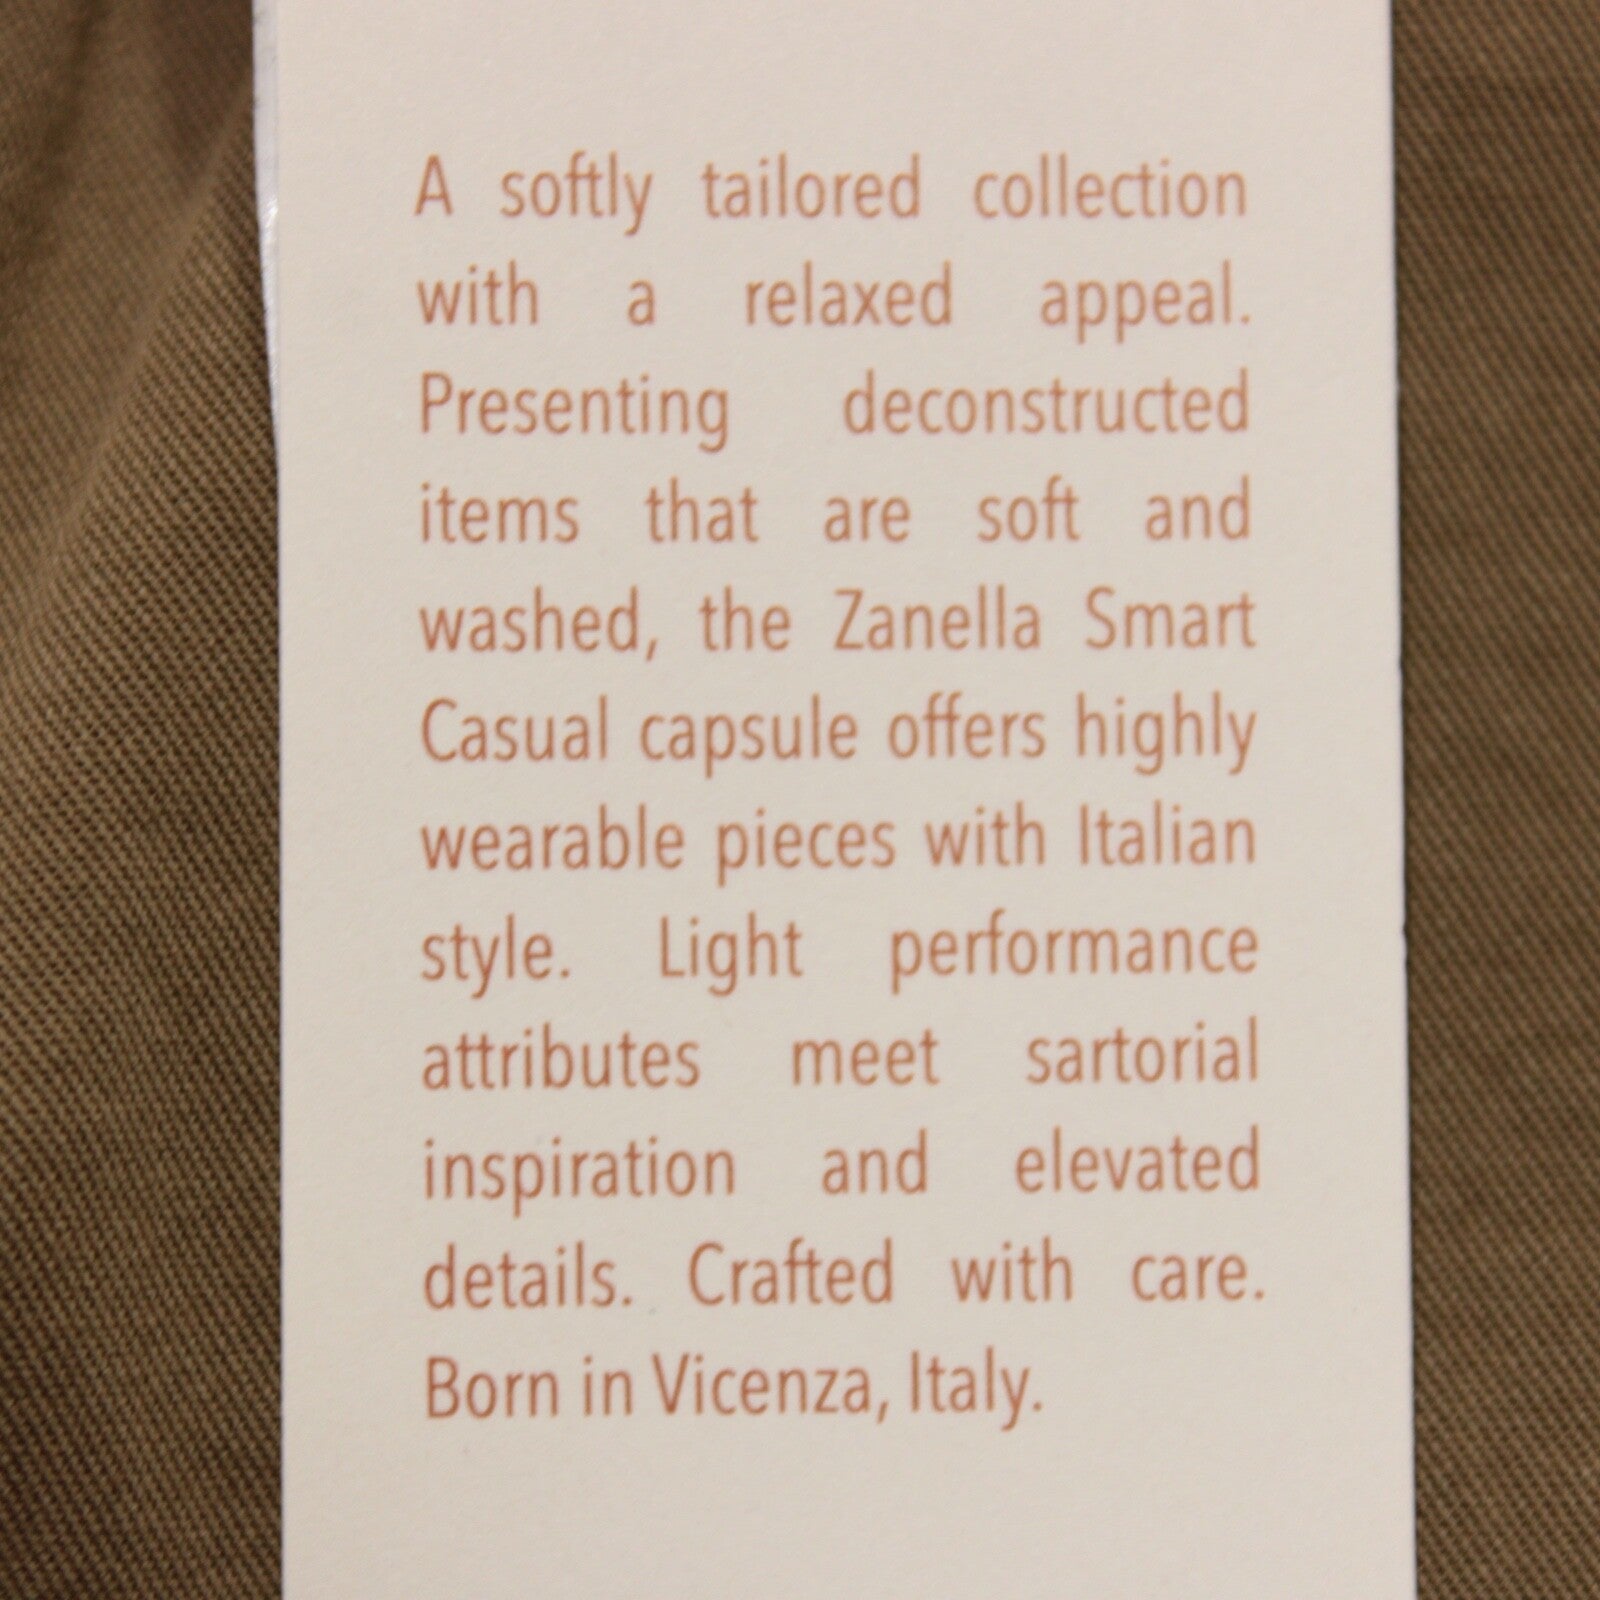 A softly tailored collection
with a relaxed appeal.
Presenting deconstructed
items that are soft and
washed, the Zanella Smart
Casual capsule offers highly
wearable pieces with Italian
style. Light performance
attributes meet sartorial
inspiration and elevated
details. Crafted with care.
Born in Vicenza, Italy.